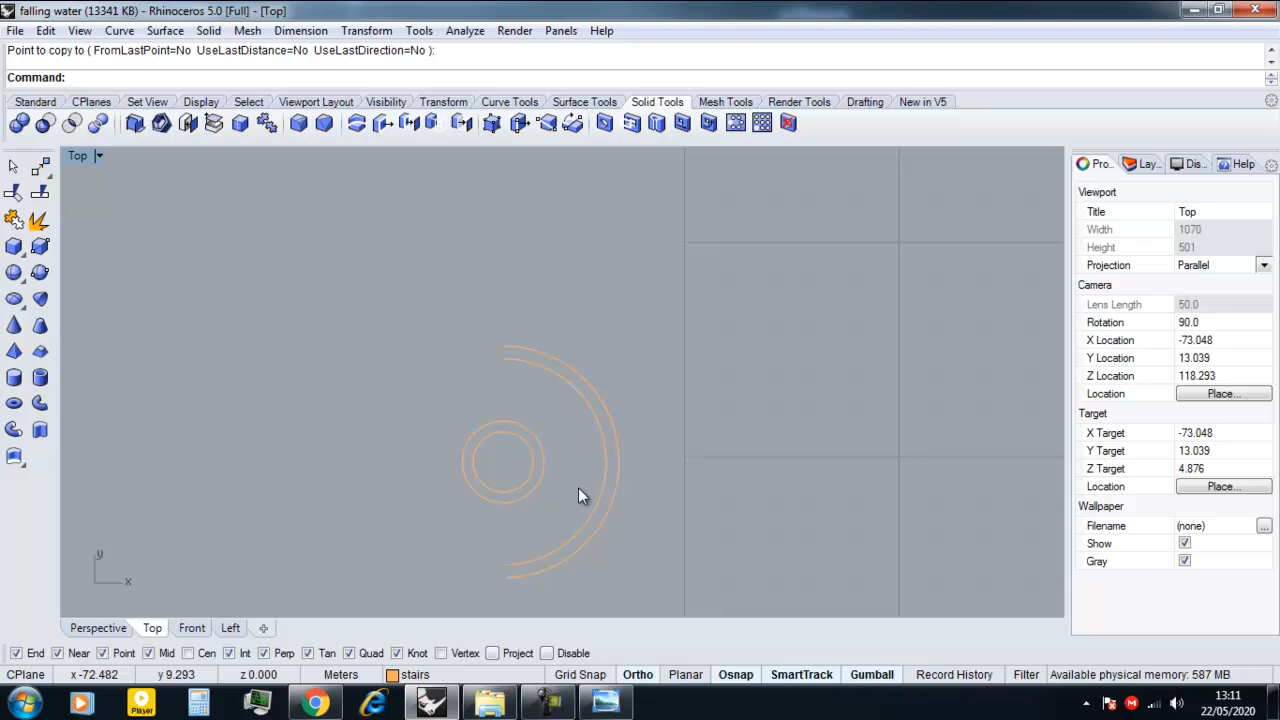 falling water (13341 KB) - Rhinoceros 5.0 [Full] - [Top]
File Edit View Curve Surface Solid Mesh Dimension Transform Tools Analyze Render Panels Help
Point to copy to ( FromLastPoint=No UseLastDistance=No UseLastDirection=No ):
Command:
Standard CPlanes Set View Display Select Viewport Layout Visibility Transform Curve Tools Surface Tools Solid Tools Mesh Tools Render Tools Drafting New in V5
Top
Pro... Lay... Dis... Help
Viewport
Title Top
Width 1070
Height 501
Projection Parallel
Camera
Lens Length 50.0
Rotation 90.0
X Location -73.048
Y Location 13.039
Z Location 118.293
Location Place...
Target
X Target -73.048
Y Target 13.039
Z Target 4.876
Location Place...
Wallpaper
Filename (none) ...
Show
Gray
y
x
Perspective Top Front Left
End Near Point Mid Cen Int Perp Tan Quad Knot Vertex Project Disable
CPlane x -72.482 y 9.293 z 0.000 Meters stairs Grid Snap Ortho Planar Osnap SmartTrack Gumball Record History Filter Available physical memory: 587 MB
Player
13:11
22/05/2020